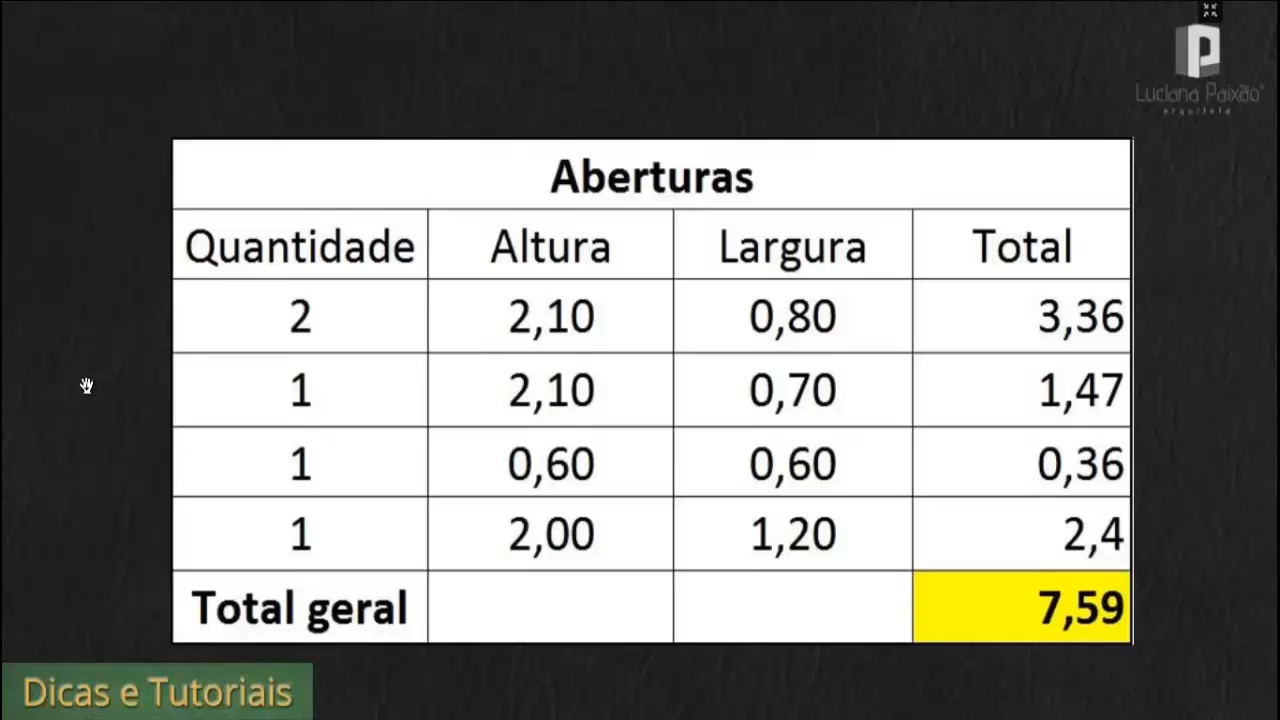 Luciana Paixão
arquiteta
Aberturas
Quantidade Altura Largura Total
2 2,10 0,80 3,36
1 2,10 0,70 1,47
1 0,60 0,60 0,36
1 2,00 1,20 2,4
Total geral 7,59
Dicas e Tutoriais